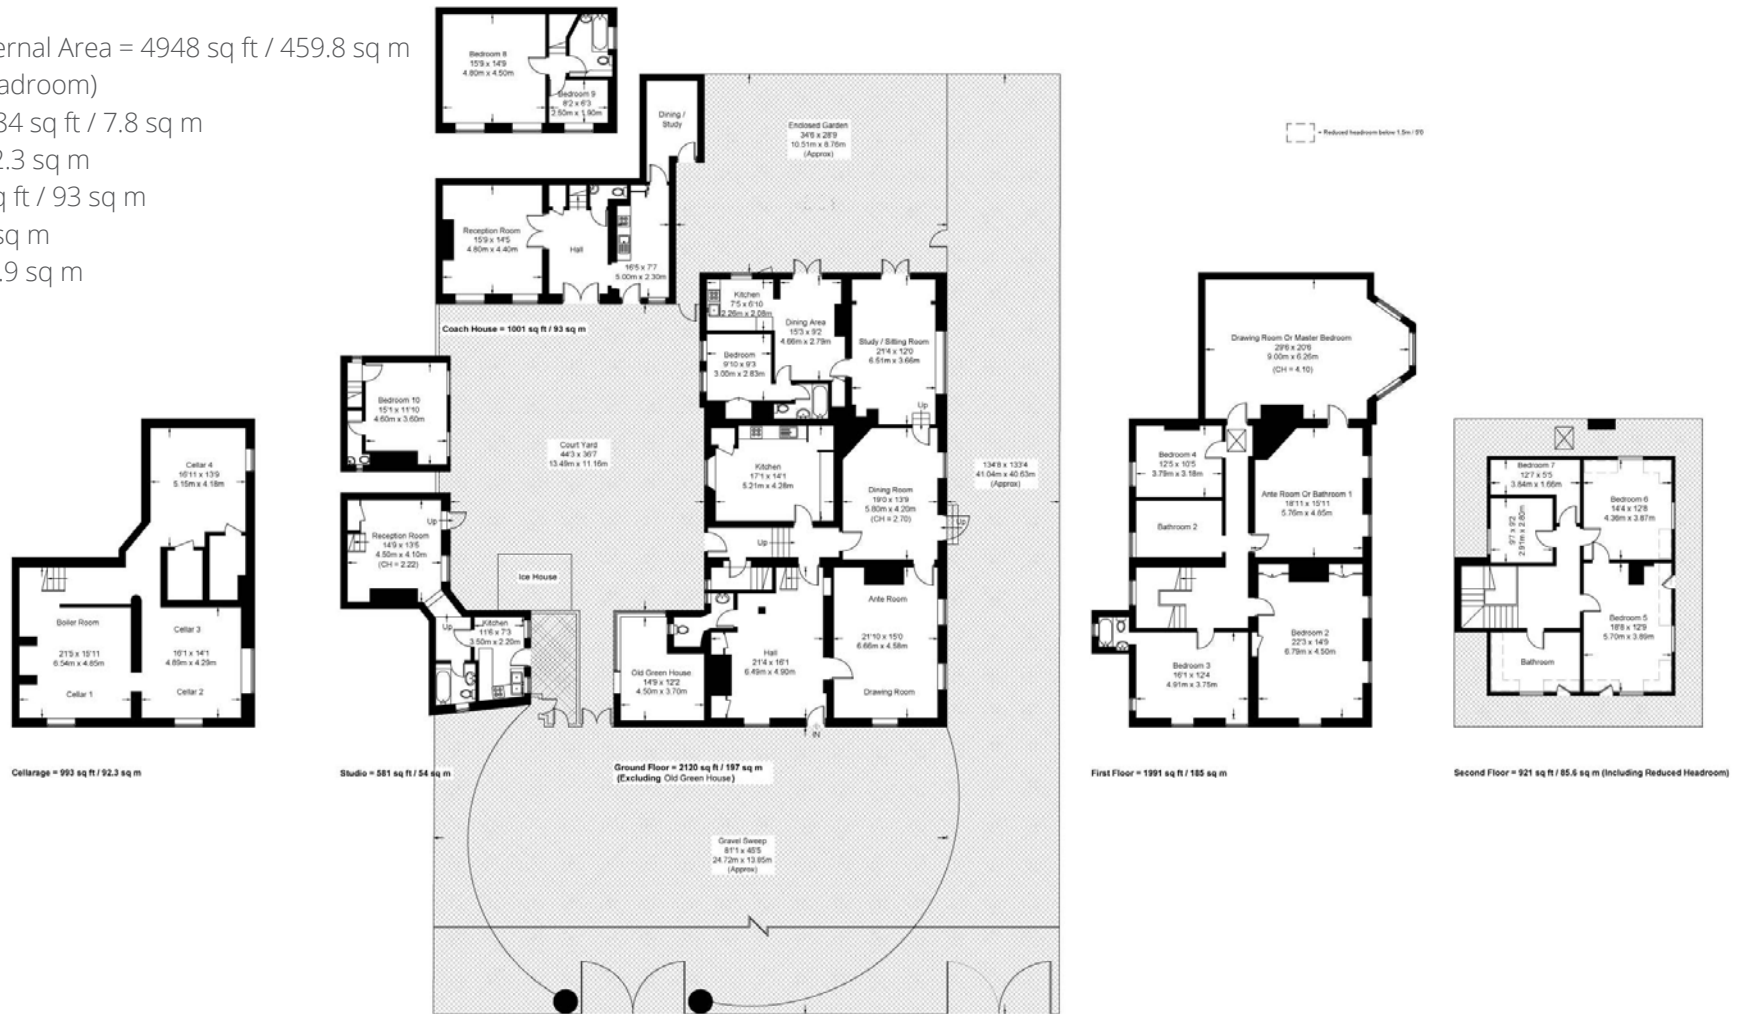 ernal Area = 4948 sq ft / 459.8 sq m
adroom)
34 sq ft / 7.8 sq m
2.3 sq m
q ft / 93 sq m
sq m
.9 sq m
Bedroom 8
15'9 x 14'9
4.80m x 4.50m
Bedroom 9
8'2 x 6'3
2.50m x 1.90m
Dining /
Study
Enclosed Garden
34'6 x 28'9
10.51m x 8.76m
(Approx)
= Reduced headroom below 1.5m / 5'0
Reception Room
15'9 x 14'5
4.80m x 4.40m
Hall
16'5 x 7'7
5.00m x 2.30m
Coach House = 1001 sq ft / 93 sq m
Kitchen
7'5 x 6'10
2.26m x 2.08m
Dining Area
15'3 x 9'2
4.66m x 2.79m
Bedroom
9'10 x 9'3
3.00m x 2.83m
Study / Sitting Room
21'4 x 12'0
6.51m x 3.66m
Up
Drawing Room Or Master Bedroom
29'6 x 20'6
9.00m x 6.26m
(CH = 4.10)
Bedroom 10
15'1 x 11'10
4.60m x 3.60m
Court Yard
44'3 x 36'7
13.49m x 11.16m
Kitchen
17'1 x 14'1
5.21m x 4.28m
Dining Room
19'0 x 13'9
5.80m x 4.20m
(CH = 2.70)
134'8 x 133'4
41.04m x 40.63m
(Approx)
Up
Up
Cellar 4
16'11 x 13'9
5.15m x 4.18m
Bedroom 4
12'5 x 10'5
3.79m x 3.18m
Ante Room Or Bathroom 1
18'11 x 15'11
5.76m x 4.85m
Bathroom 2
Bedroom 7
12'7 x 5'5
3.84m x 1.66m
Bedroom 6
14'4 x 12'8
4.36m x 3.87m
9'7 x 9'2
2.91m x 2.80m
Reception Room
14'9 x 13'5
4.50m x 4.10m
(CH = 2.22)
Up
Ice House
Boiler Room
21'5 x 15'11
6.54m x 4.85m
Cellar 1
Cellar 3
16'1 x 14'1
4.89m x 4.29m
Cellar 2
Up
Kitchen
11'6 x 7'3
3.50m x 2.20m
Old Green House
14'9 x 12'2
4.50m x 3.70m
Hall
21'4 x 16'1
6.49m x 4.90m
IN
Ante Room
21'10 x 15'0
6.66m x 4.58m
Drawing Room
Bedroom 3
16'1 x 12'4
4.91m x 3.75m
Bedroom 2
22'3 x 14'9
6.79m x 4.50m
Bathroom
Bedroom 5
18'8 x 12'9
5.70m x 3.89m
Cellarage = 993 sq ft / 92.3 sq m
Studio = 581 sq ft / 54 sq m
Ground Floor = 2120 sq ft / 197 sq m
(Excluding Old Green House)
First Floor = 1991 sq ft / 185 sq m
Second Floor = 921 sq ft / 85.6 sq m (Including Reduced Headroom)
Gravel Sweep
81'1 x 45'5
24.72m x 13.85m
(Approx)